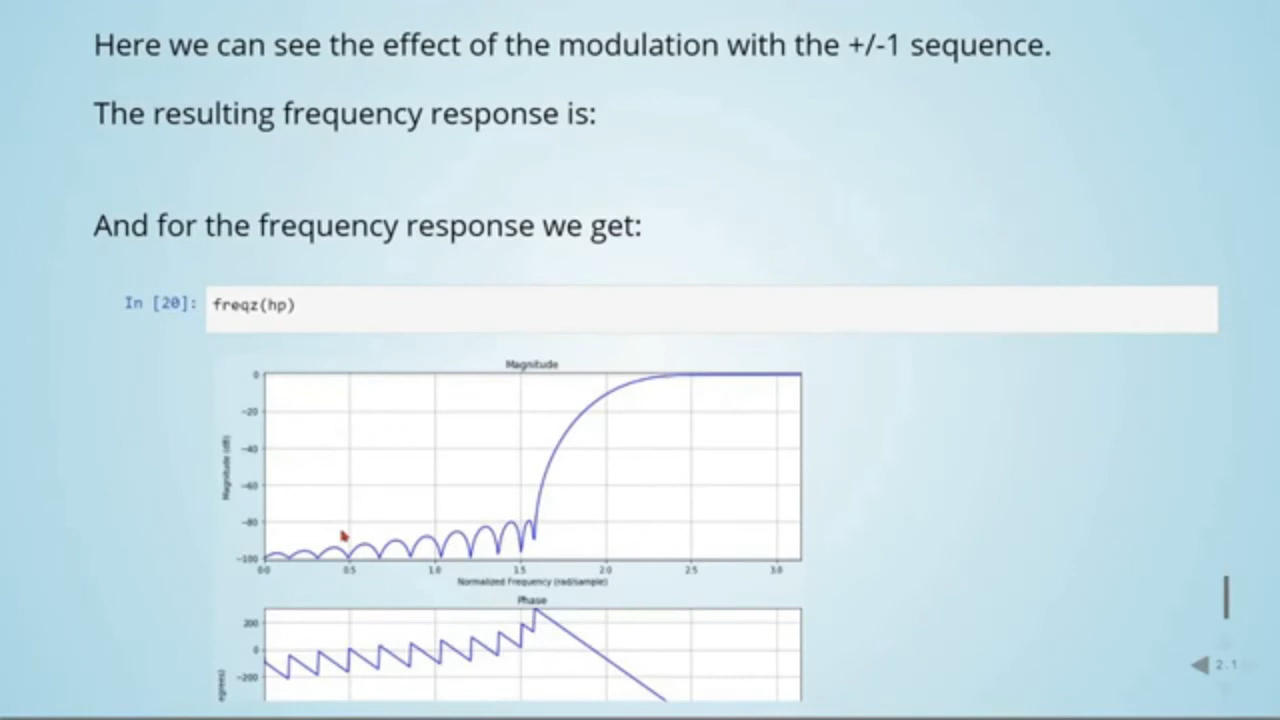 Here we can see the effect of the modulation with the +/-1 sequence.
The resulting frequency response is:
And for the frequency response we get:
In [20]: freqz(hp)
Magnitude
Magnitude (dB)
0
−20
−40
−60
−80
−100
0.0 0.5 1.0 1.5 2.0 2.5 3.0
Normalized Frequency (rad/sample)
Phase
200
0
−200
egrees)
2.1